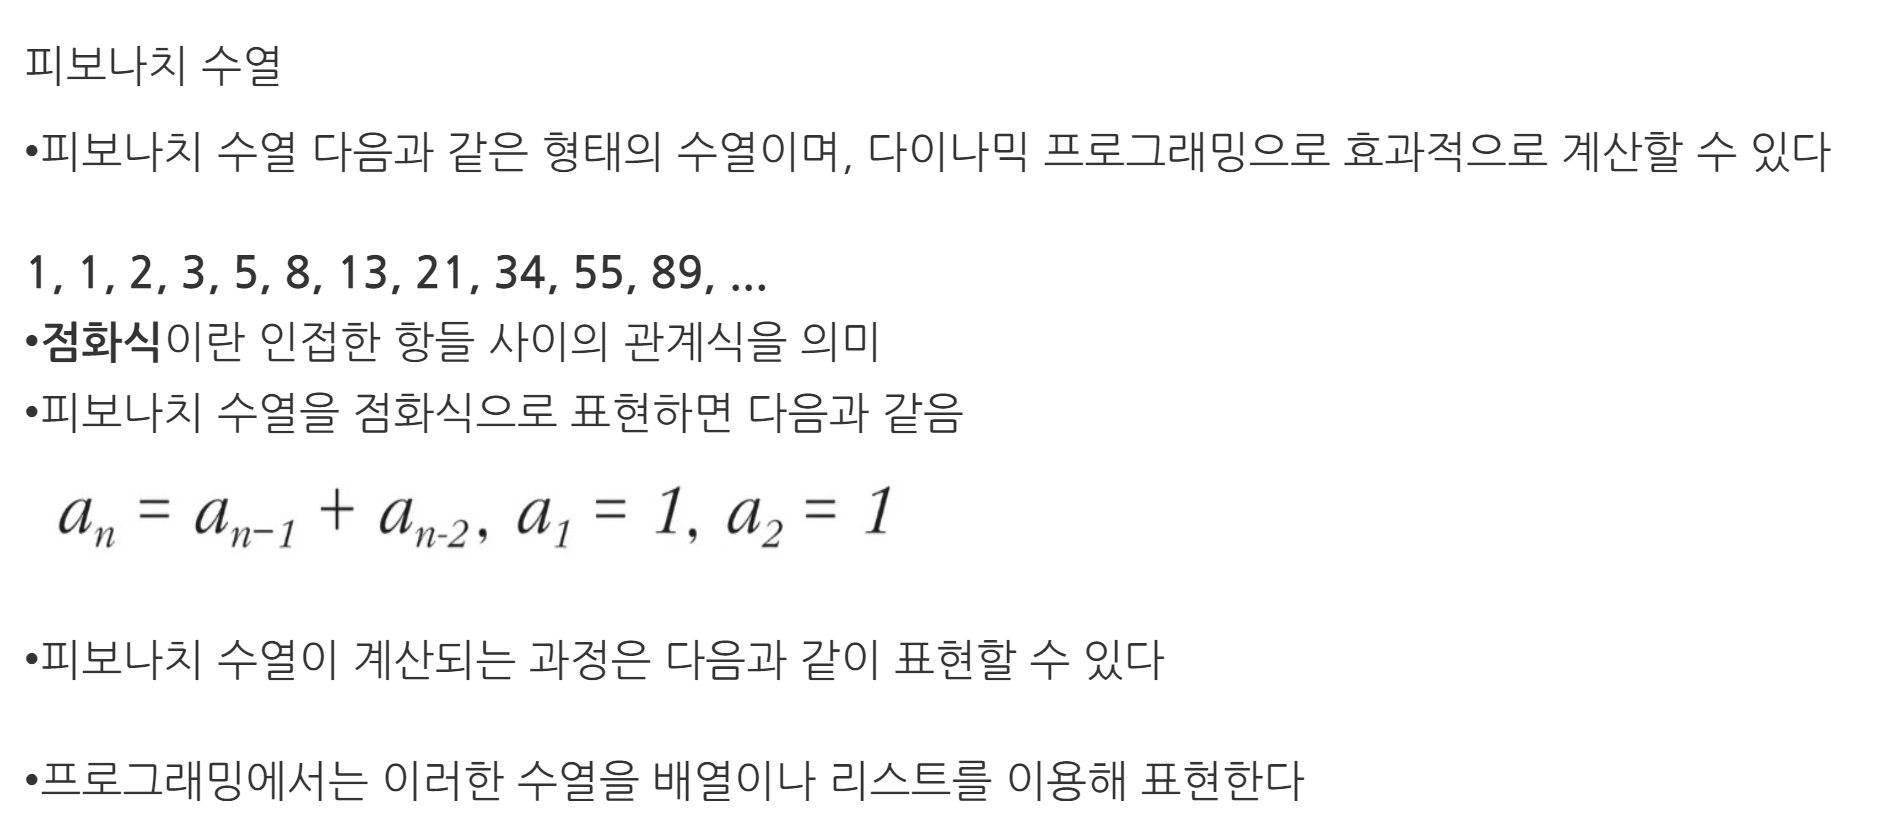 피보나치 수열
•피보나치 수열 다음과 같은 형태의 수열이며, 다이나믹 프로그래밍으로 효과적으로 계산할 수 있다
1, 1, 2, 3, 5, 8, 13, 21, 34, 55, 89, ...
•점화식이란 인접한 항들 사이의 관계식을 의미
•피보나치 수열을 점화식으로 표현하면 다음과 같음
aₙ = aₙ₋₁ + aₙ₋₂, a₁ = 1, a₂ = 1
•피보나치 수열이 계산되는 과정은 다음과 같이 표현할 수 있다
•프로그래밍에서는 이러한 수열을 배열이나 리스트를 이용해 표현한다